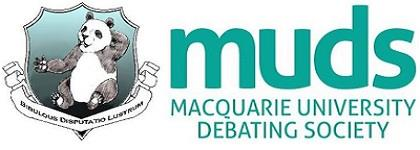 muds
MACQUARIE UNIVERSITY
DEBATING SOCIETY
BIBULOUS DISPUTATIO LUSTRUM